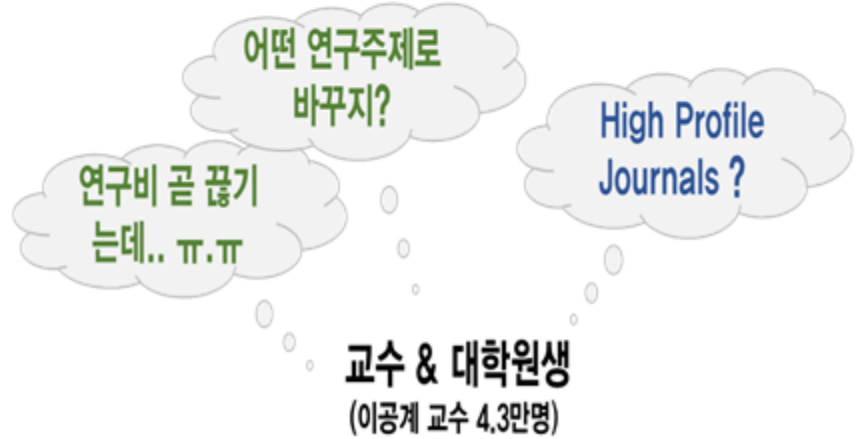 어떤 연구주제로
바꾸지?
High Profile
Journals ?
연구비 곧 끊기
는데.. ㅠ.ㅠ
교수 & 대학원생
(이공계 교수 4.3만명)